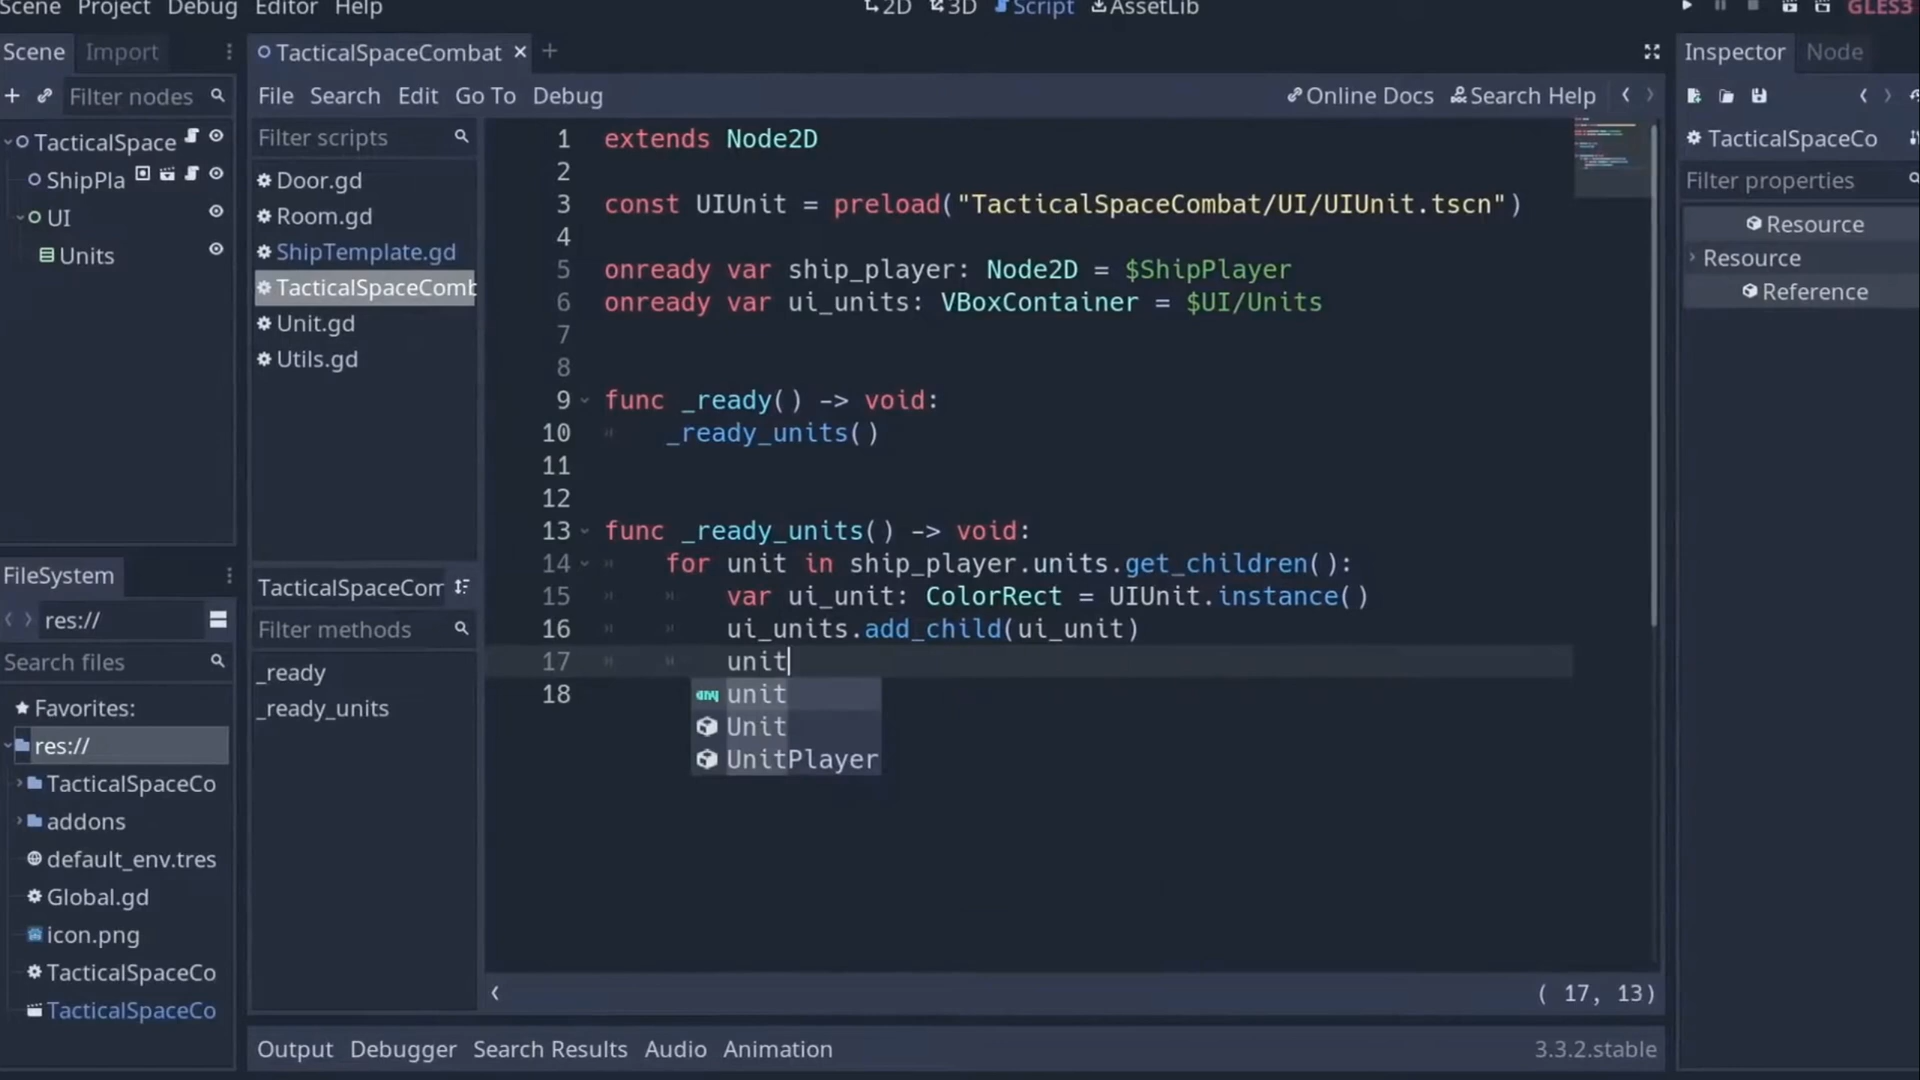 Scene Project Debug Editor Help
2D 3D Script AssetLib
GLES3
Scene Import
Filter nodes
TacticalSpace
ShipPla
UI
Units
FileSystem
res://
Search files
Favorites:
res://
TacticalSpaceCo
addons
default_env.tres
Global.gd
icon.png
TacticalSpaceCo
TacticalSpaceCo
TacticalSpaceCombat
File Search Edit Go To Debug
Online Docs Search Help
Filter scripts
Door.gd
Room.gd
ShipTemplate.gd
TacticalSpaceComb
Unit.gd
Utils.gd
TacticalSpaceCom
Filter methods
_ready
_ready_units
1 extends Node2D
2
3 const UIUnit = preload("TacticalSpaceCombat/UI/UIUnit.tscn")
4
5 onready var ship_player: Node2D = $ShipPlayer
6 onready var ui_units: VBoxContainer = $UI/Units
7
8
9 func _ready() -> void:
10 _ready_units()
11
12
13 func _ready_units() -> void:
14 for unit in ship_player.units.get_children():
15 var ui_unit: ColorRect = UIUnit.instance()
16 ui_units.add_child(ui_unit)
17 unit
18
any unit
Unit
UnitPlayer
( 17, 13)
Output Debugger Search Results Audio Animation
3.3.2.stable
Inspector Node
TacticalSpaceCo
Filter properties
Resource
Resource
Reference